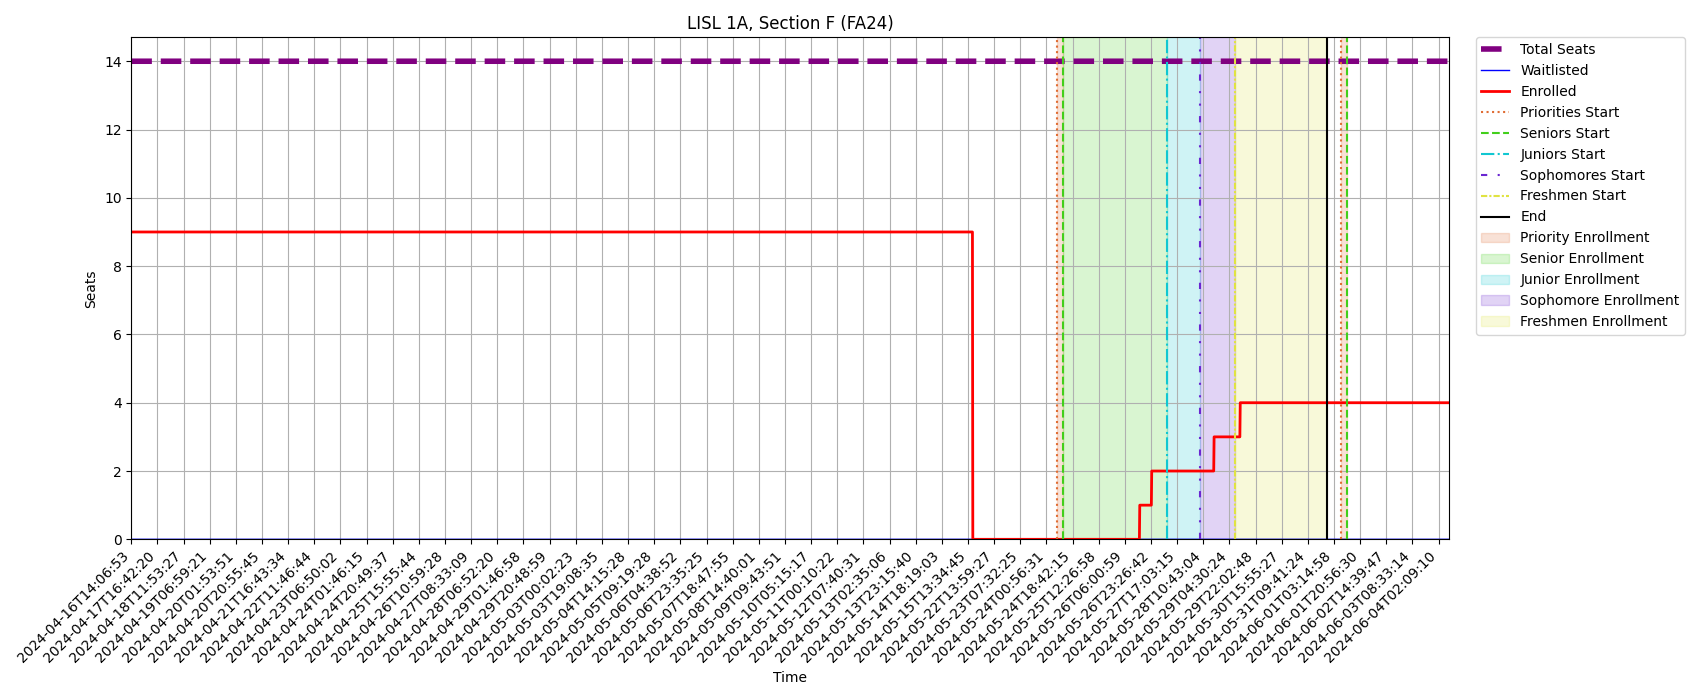 LISL 1A, Section F (FA24)
Seats
14
12
10
8
6
4
2
0
2024-04-16T14:06:53
2024-04-17T16:42:20
2024-04-18T11:53:27
2024-04-19T06:59:21
2024-04-20T01:53:51
2024-04-20T20:55:45
2024-04-21T16:43:34
2024-04-22T11:46:44
2024-04-23T06:50:02
2024-04-24T01:46:15
2024-04-24T20:49:37
2024-04-25T15:55:44
2024-04-26T10:59:28
2024-04-27T08:33:09
2024-04-28T06:52:20
2024-04-29T01:46:58
2024-04-29T20:48:59
2024-05-03T00:02:23
2024-05-03T19:08:35
2024-05-04T14:15:28
2024-05-05T09:19:28
2024-05-06T04:38:52
2024-05-06T23:35:25
2024-05-07T18:47:55
2024-05-08T14:40:01
2024-05-09T09:43:51
2024-05-10T05:15:17
2024-05-11T00:10:22
2024-05-12T07:40:31
2024-05-13T02:35:06
2024-05-13T23:15:40
2024-05-14T18:19:03
2024-05-15T13:34:45
2024-05-22T13:59:27
2024-05-23T07:32:25
2024-05-24T00:56:31
2024-05-24T18:42:15
2024-05-25T12:26:58
2024-05-26T06:00:59
2024-05-26T23:26:42
2024-05-27T17:03:15
2024-05-28T10:43:04
2024-05-29T04:30:24
2024-05-29T22:02:48
2024-05-30T15:55:27
2024-05-31T09:41:24
2024-06-01T03:14:58
2024-06-01T20:56:30
2024-06-02T14:39:47
2024-06-03T08:33:14
2024-06-04T02:09:10
Time
Total Seats
Waitlisted
Enrolled
Priorities Start
Seniors Start
Juniors Start
Sophomores Start
Freshmen Start
End
Priority Enrollment
Senior Enrollment
Junior Enrollment
Sophomore Enrollment
Freshmen Enrollment